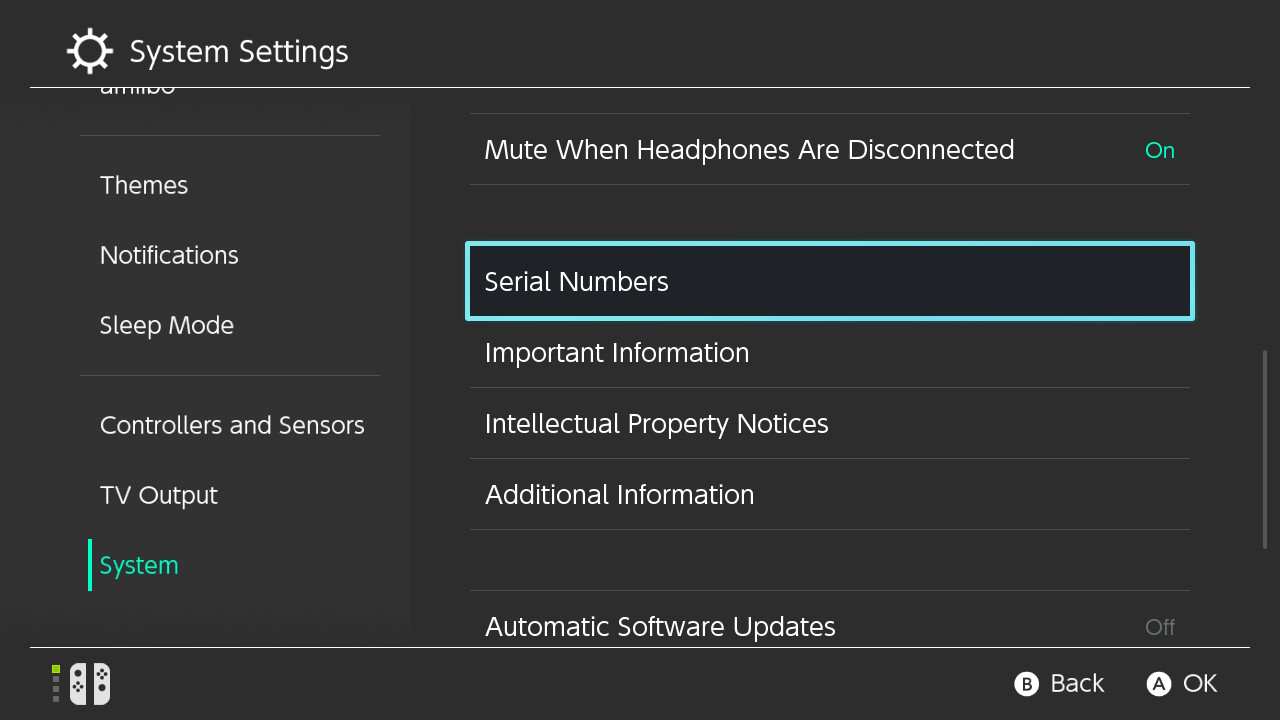 System Settings
amiibo
Themes
Notifications
Sleep Mode
Controllers and Sensors
TV Output
System
Mute When Headphones Are Disconnected On
Serial Numbers
Important Information
Intellectual Property Notices
Additional Information
Automatic Software Updates Off
B Back A OK